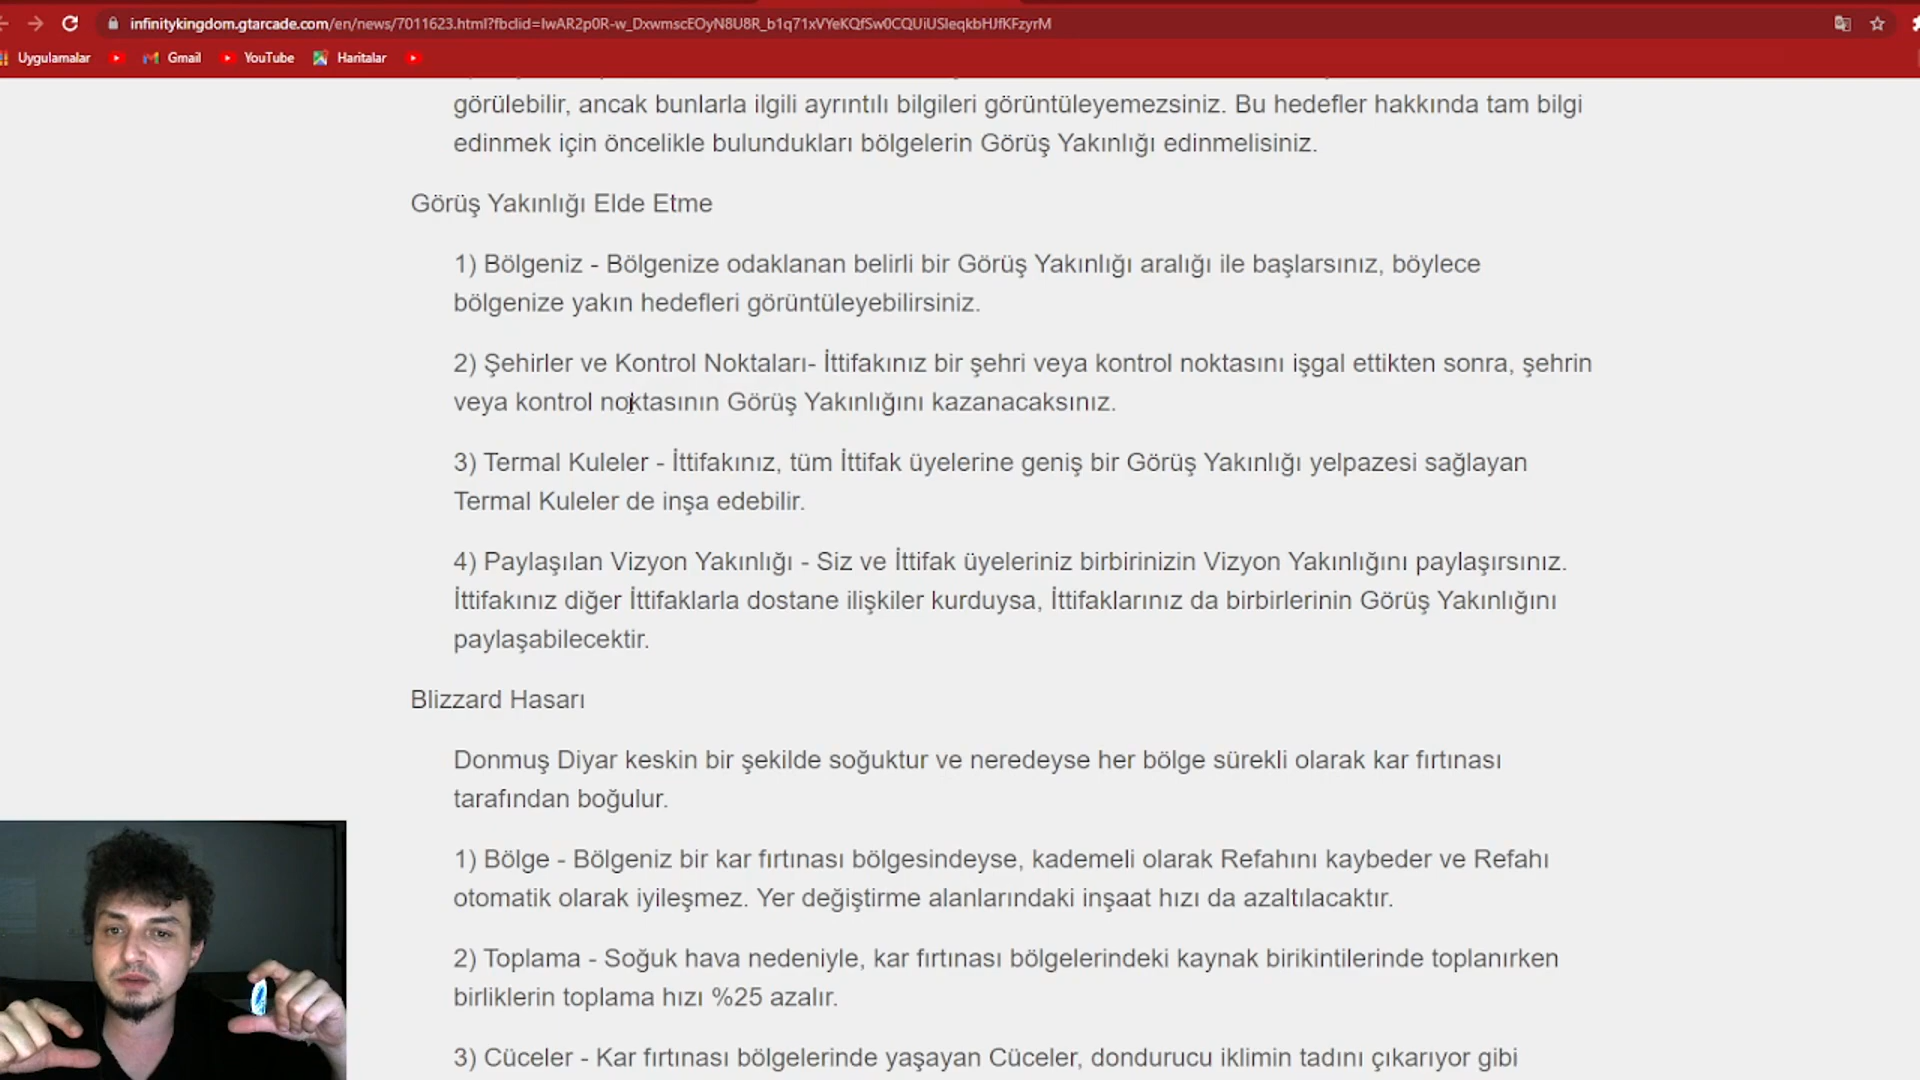 infinitykingdom.gtarcade.com/en/news/7011623.html?fbclid=IwAR2p0R-w_DxwmscEOyN8U8R_b1q71xVYeKQfSw0CQUiUSleqkbHJfKFzyrM
Uygulamalar Gmail YouTube Haritalar
görülebilir, ancak bunlarla ilgili ayrıntılı bilgileri görüntüleyemezsiniz. Bu hedefler hakkında tam bilgi
edinmek için öncelikle bulundukları bölgelerin Görüş Yakınlığı edinmelisiniz.
Görüş Yakınlığı Elde Etme
1) Bölgeniz - Bölgenize odaklanan belirli bir Görüş Yakınlığı aralığı ile başlarsınız, böylece
bölgenize yakın hedefleri görüntüleyebilirsiniz.
2) Şehirler ve Kontrol Noktaları- İttifakınız bir şehri veya kontrol noktasını işgal ettikten sonra, şehrin
veya kontrol noktasının Görüş Yakınlığını kazanacaksınız.
3) Termal Kuleler - İttifakınız, tüm İttifak üyelerine geniş bir Görüş Yakınlığı yelpazesi sağlayan
Termal Kuleler de inşa edebilir.
4) Paylaşılan Vizyon Yakınlığı - Siz ve İttifak üyeleriniz birbirinizin Vizyon Yakınlığını paylaşırsınız.
İttifakınız diğer İttifaklarla dostane ilişkiler kurduysa, İttifaklarınız da birbirlerinin Görüş Yakınlığını
paylaşabilecektir.
Blizzard Hasarı
Donmuş Diyar keskin bir şekilde soğuktur ve neredeyse her bölge sürekli olarak kar fırtınası
tarafından boğulur.
1) Bölge - Bölgeniz bir kar fırtınası bölgesindeyse, kademeli olarak Refahını kaybeder ve Refahı
otomatik olarak iyileşmez. Yer değiştirme alanlarındaki inşaat hızı da azaltılacaktır.
2) Toplama - Soğuk hava nedeniyle, kar fırtınası bölgelerindeki kaynak birikintilerinde toplanırken
birliklerin toplama hızı %25 azalır.
3) Cüceler - Kar fırtınası bölgelerinde yaşayan Cüceler, dondurucu iklimin tadını çıkarıyor gibi